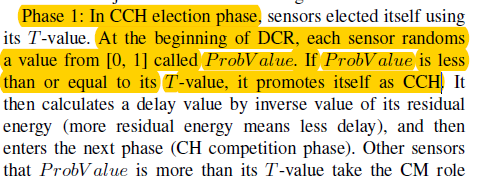 Phase 1: In CCH election phase, sensors elected itself using
its T-value. At the beginning of DCR, each sensor randoms
a value from [0, 1] called ProbValue. If ProbValue is less
than or equal to its T-value, it promotes itself as CCH. It
then calculates a delay value by inverse value of its residual
energy (more residual energy means less delay), and then
enters the next phase (CH competition phase). Other sensors
that ProbValue is more than its T-value take the CM role